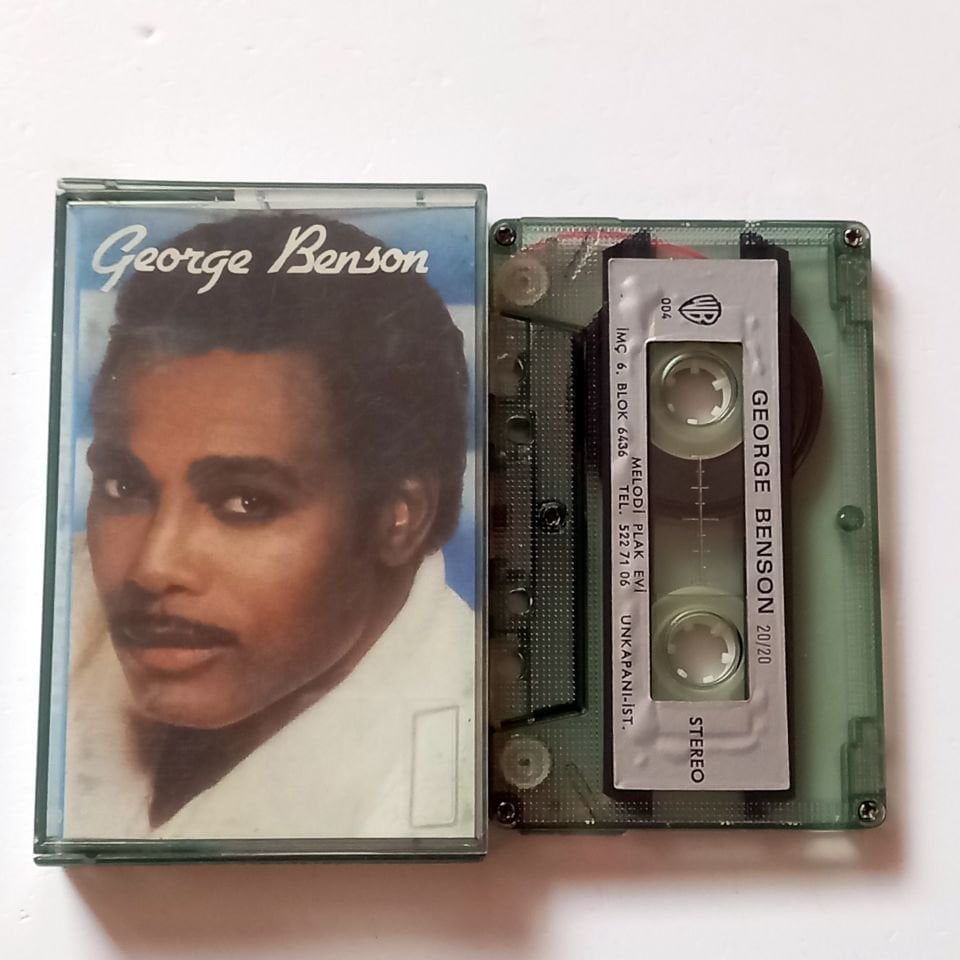 George Benson
WB
004
GEORGE BENSON 20/20
STEREO
MELODİ PLAK EVİ
İMÇ 6. BLOK 6436 TEL. 522 71 06 UNKAPANI-İST.